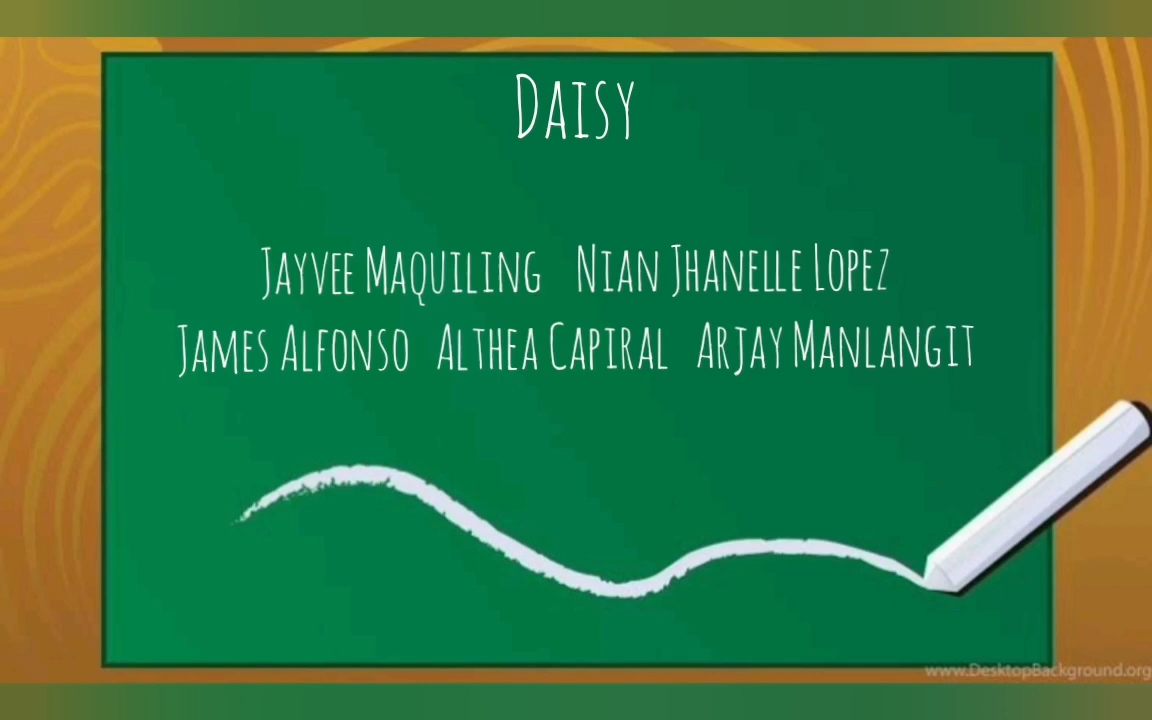 Daisy
Jayvee Maquiling Nian Jhanelle Lopez
James Alfonso Althea Capiral Arjay Manlangit
www.DesktopBackground.org